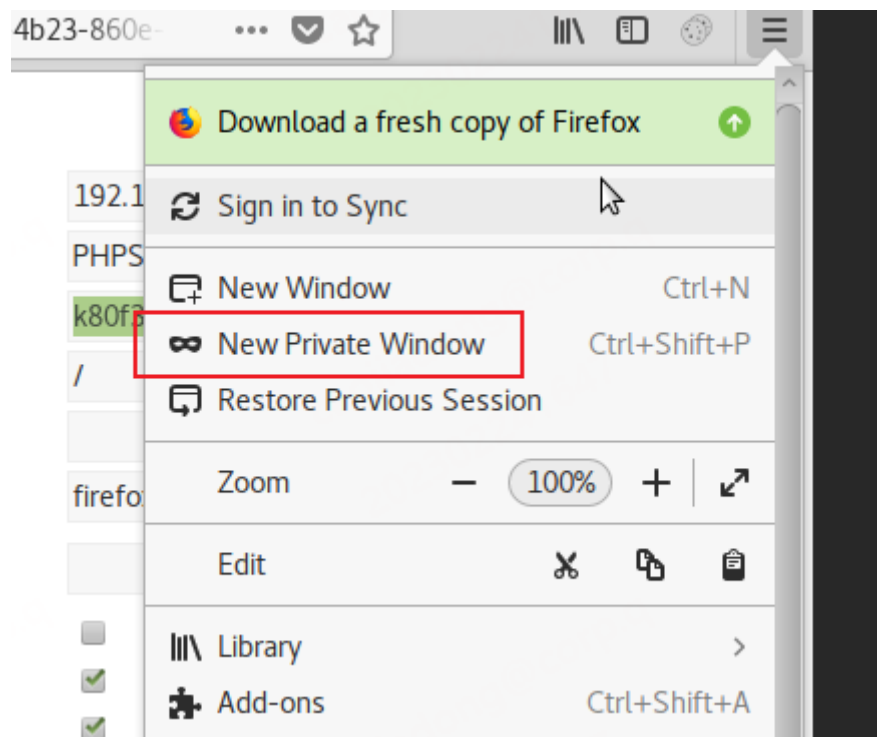 4b23-860e-
Download a fresh copy of Firefox
192.1
Sign in to Sync
PHPS
New Window Ctrl+N
k80f3
New Private Window Ctrl+Shift+P
/
Restore Previous Session
Zoom − 100% +
firefo
Edit
Library >
Add-ons Ctrl+Shift+A